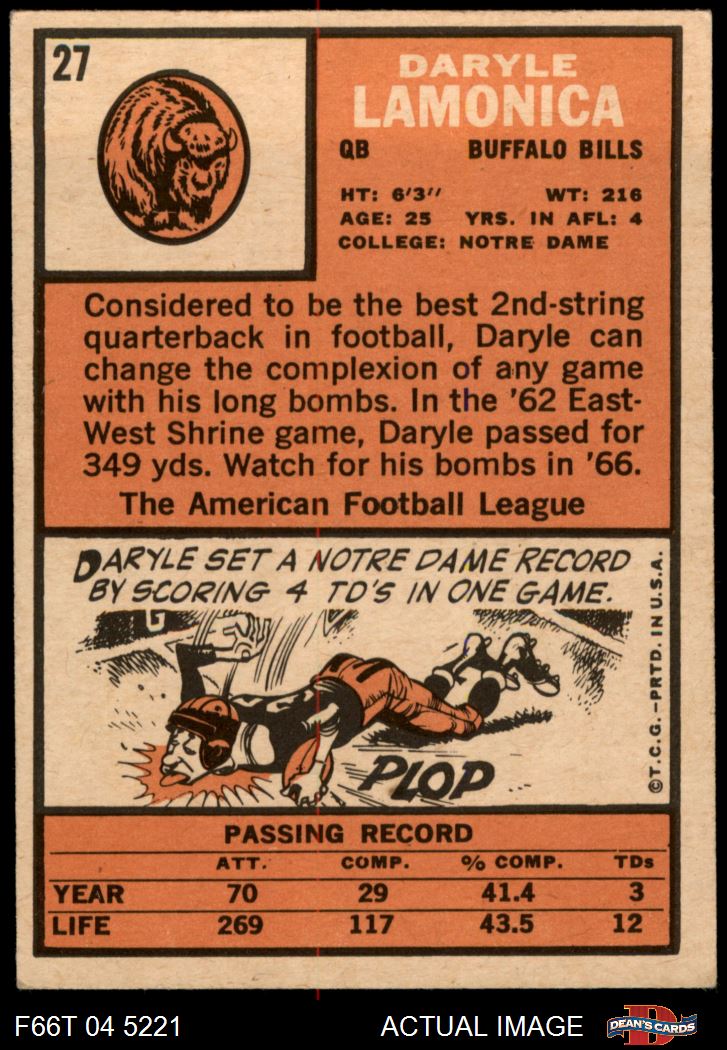 27
DARYLE
LAMONICA
QB BUFFALO BILLS
HT: 6'3" WT: 216
AGE: 25 YRS. IN AFL: 4
COLLEGE: NOTRE DAME
Considered to be the best 2nd-string
quarterback in football, Daryle can
change the complexion of any game
with his long bombs. In the '62 East-
West Shrine game, Daryle passed for
349 yds. Watch for his bombs in '66.
The American Football League
DARYLE SET A NOTRE DAME RECORD
BY SCORING 4 TD'S IN ONE GAME.
G
PLOP
©T.C.G.—PRTD. IN U.S.A.
PASSING RECORD
ATT. COMP. % COMP. TDs
YEAR 70 29 41.4 3
LIFE 269 117 43.5 12
F66T 04 5221 ACTUAL IMAGE
D
DEAN'S CARDS